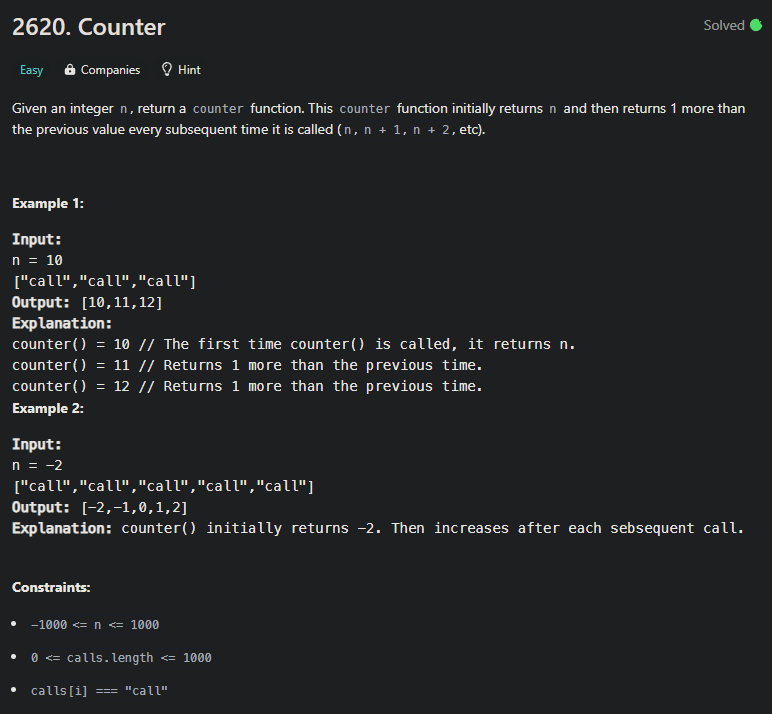 2620. Counter
Solved
Easy Companies Hint
Given an integer n, return a counter function. This counter function initially returns n and then returns 1 more than
the previous value every subsequent time it is called (n, n + 1, n + 2, etc).
Example 1:
Input:
n = 10
["call","call","call"]
Output: [10,11,12]
Explanation:
counter() = 10 // The first time counter() is called, it returns n.
counter() = 11 // Returns 1 more than the previous time.
counter() = 12 // Returns 1 more than the previous time.
Example 2:
Input:
n = -2
["call","call","call","call","call"]
Output: [-2,-1,0,1,2]
Explanation: counter() initially returns -2. Then increases after each sebsequent call.
Constraints:
• -1000 <= n <= 1000
• 0 <= calls.length <= 1000
• calls[i] === "call"